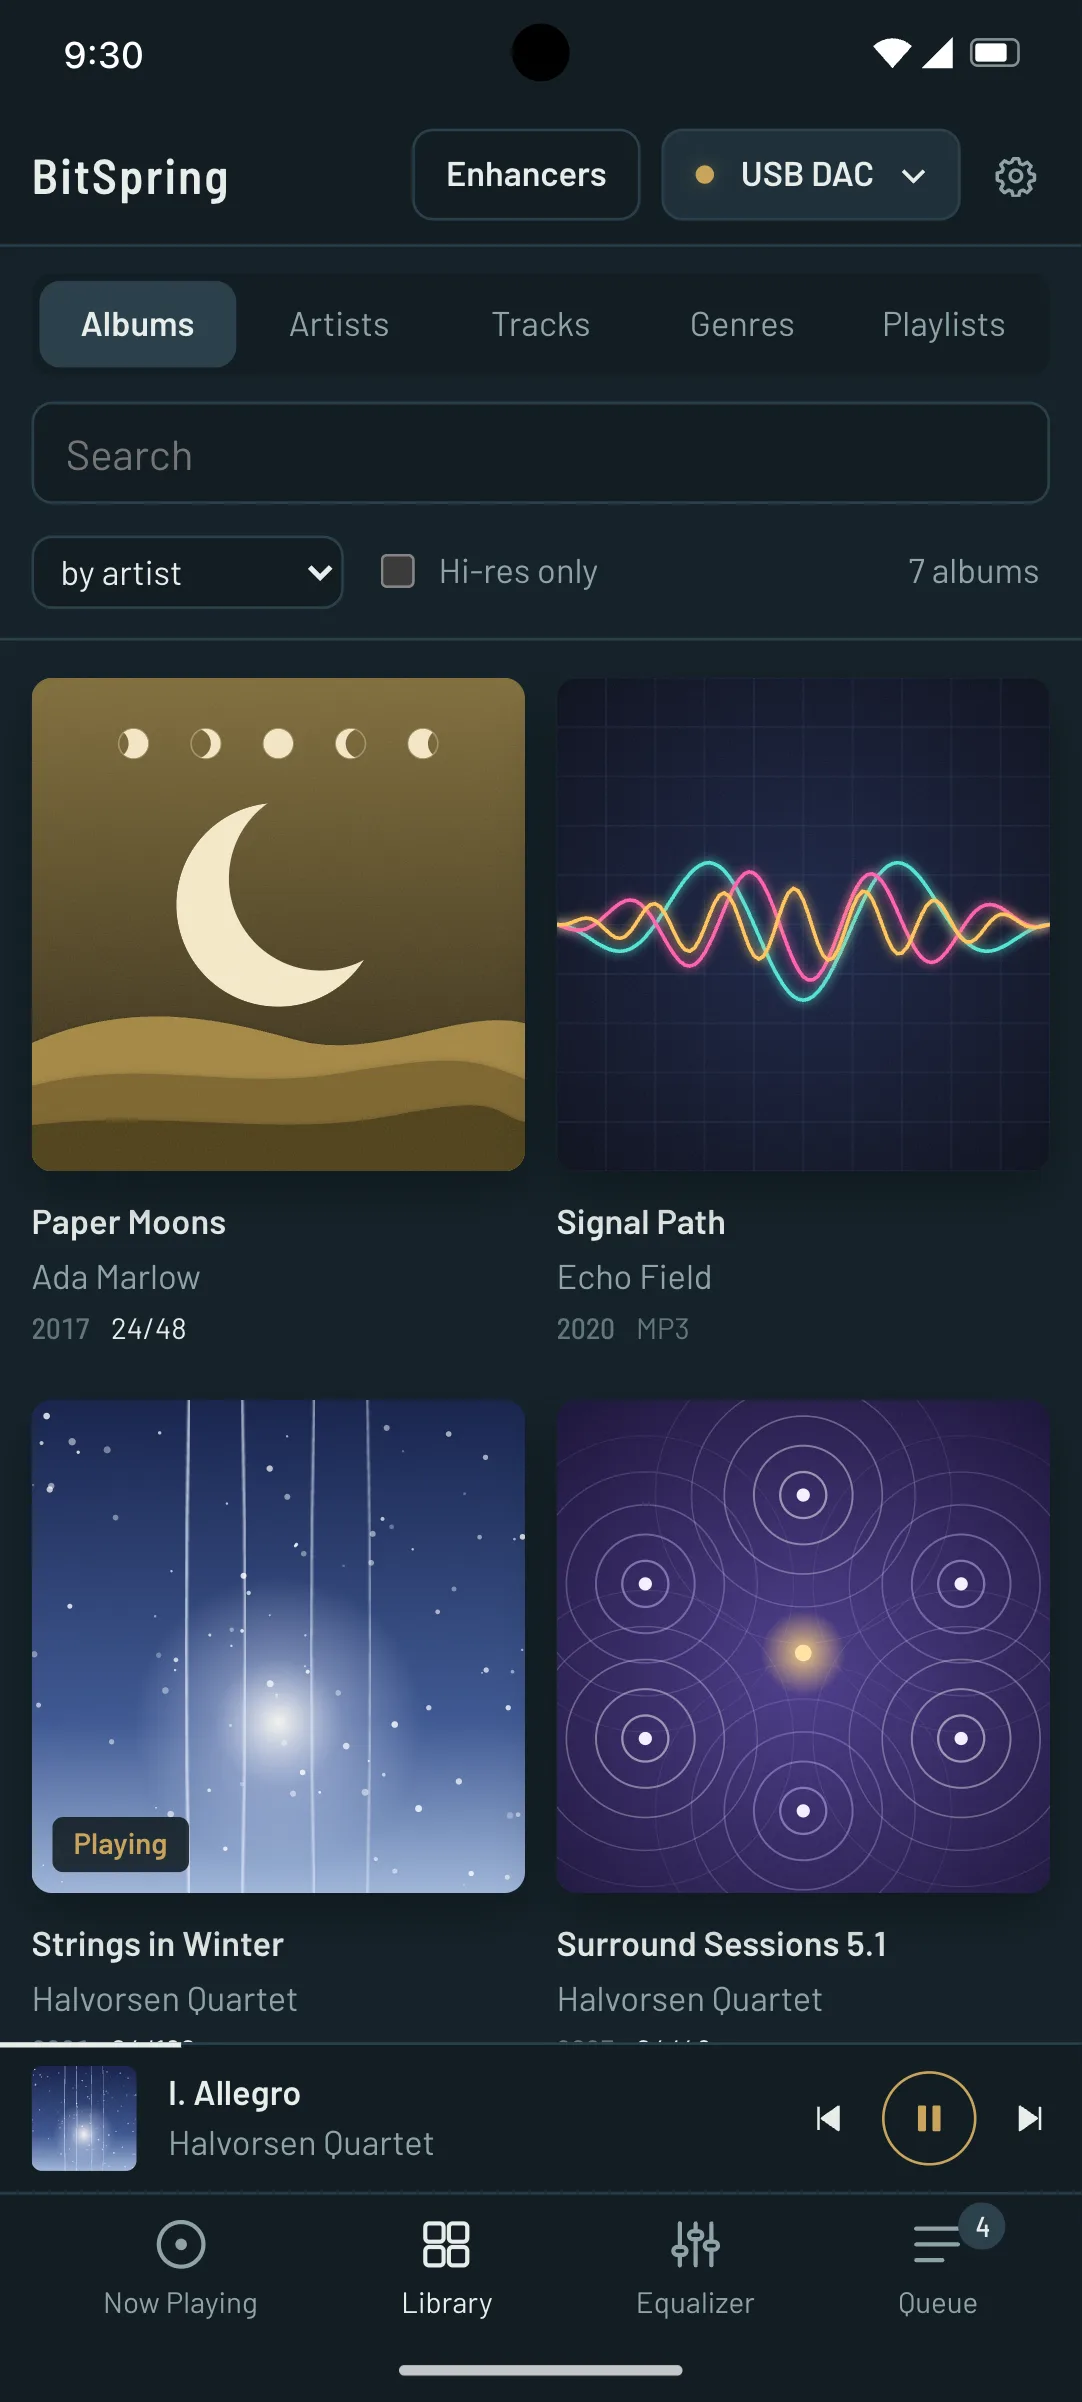 9:30
BitSpring
Enhancers
USB DAC
Albums
Artists
Tracks
Genres
Playlists
Search
by artist
Hi-res only
7 albums
Paper Moons
Ada Marlow
2017 24/48
Signal Path
Echo Field
2020 MP3
Playing
Strings in Winter
Halvorsen Quartet
Surround Sessions 5.1
Halvorsen Quartet
I. Allegro
Halvorsen Quartet
Now Playing
Library
Equalizer
4
Queue